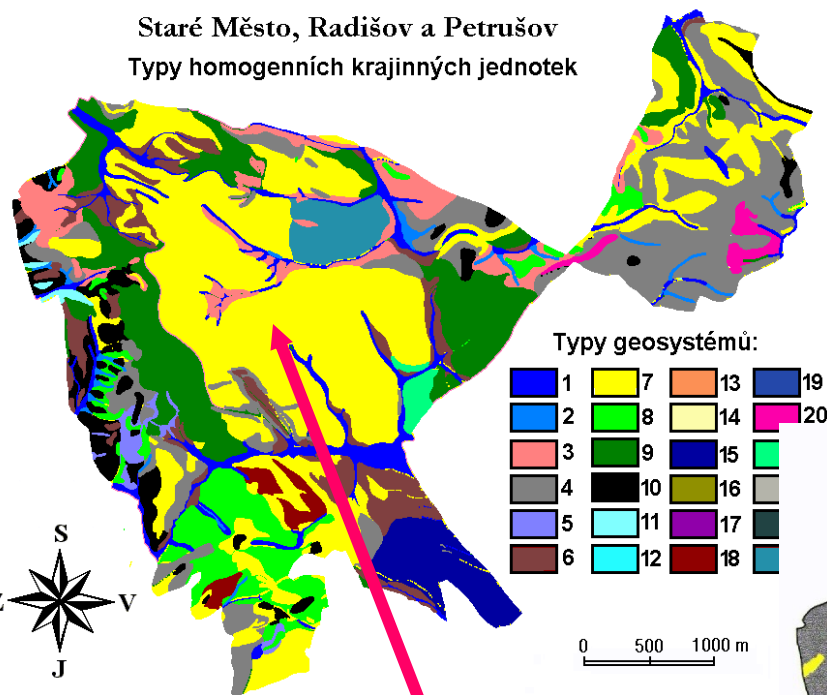 Staré Město, Radišov a Petrušov
Typy homogenních krajinných jednotek
Typy geosystémů:
1 7 13 19
2 8 14 20
3 9 15
4 10 16
5 11 17
6 12 18
S
Z V
J
0 500 1000 m